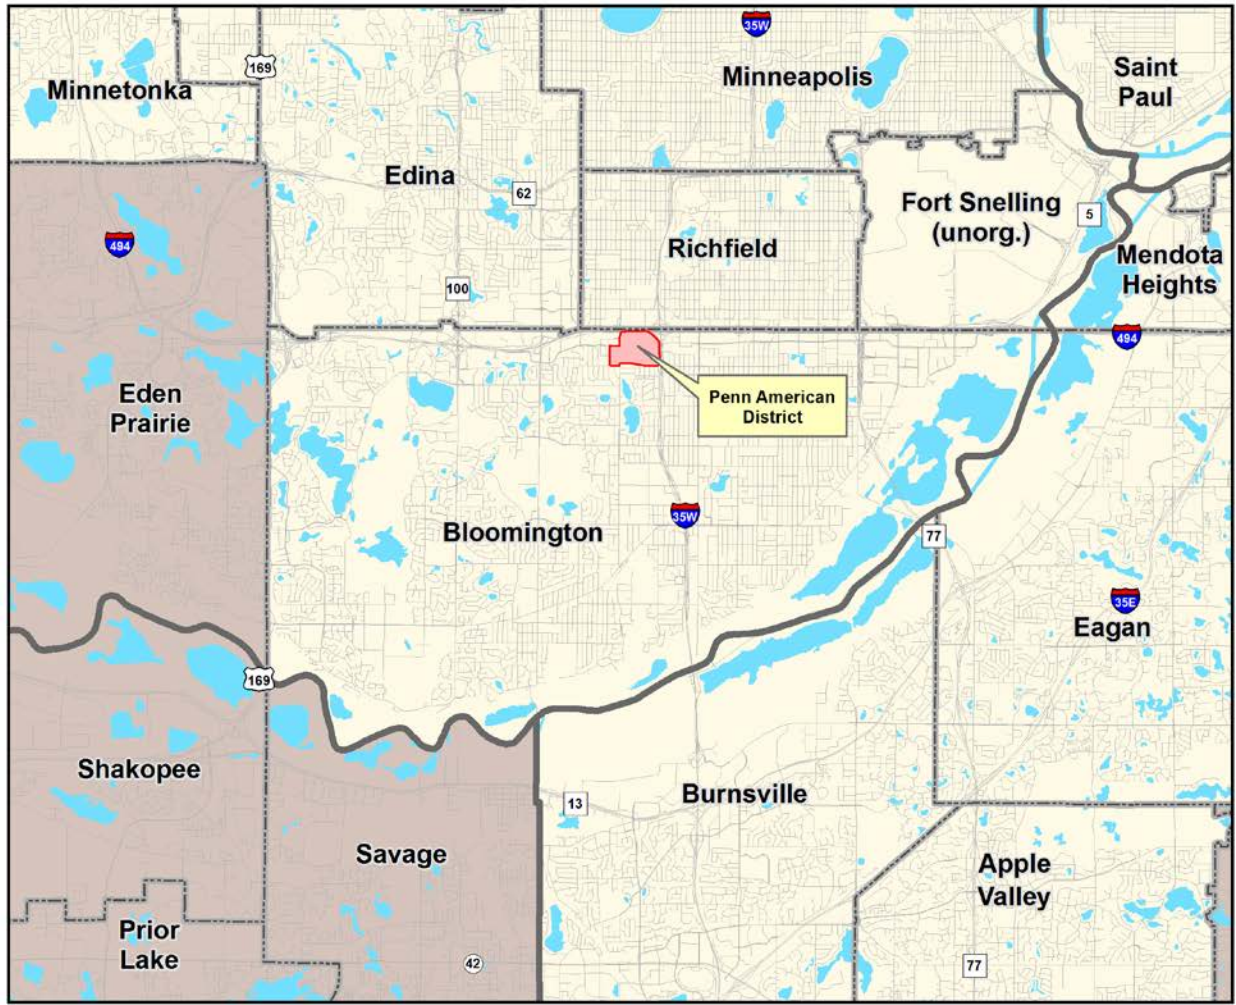 35W
Saint
Paul
169
Minneapolis
Minnetonka
Edina
62
Fort Snelling
(unorg.)
5
494
Richfield
Mendota
Heights
100
494
Eden
Prairie
Penn American
District
35W
Bloomington
77
35E
Eagan
169
Shakopee
13
Burnsville
Savage
Apple
Valley
Prior
Lake
42
77